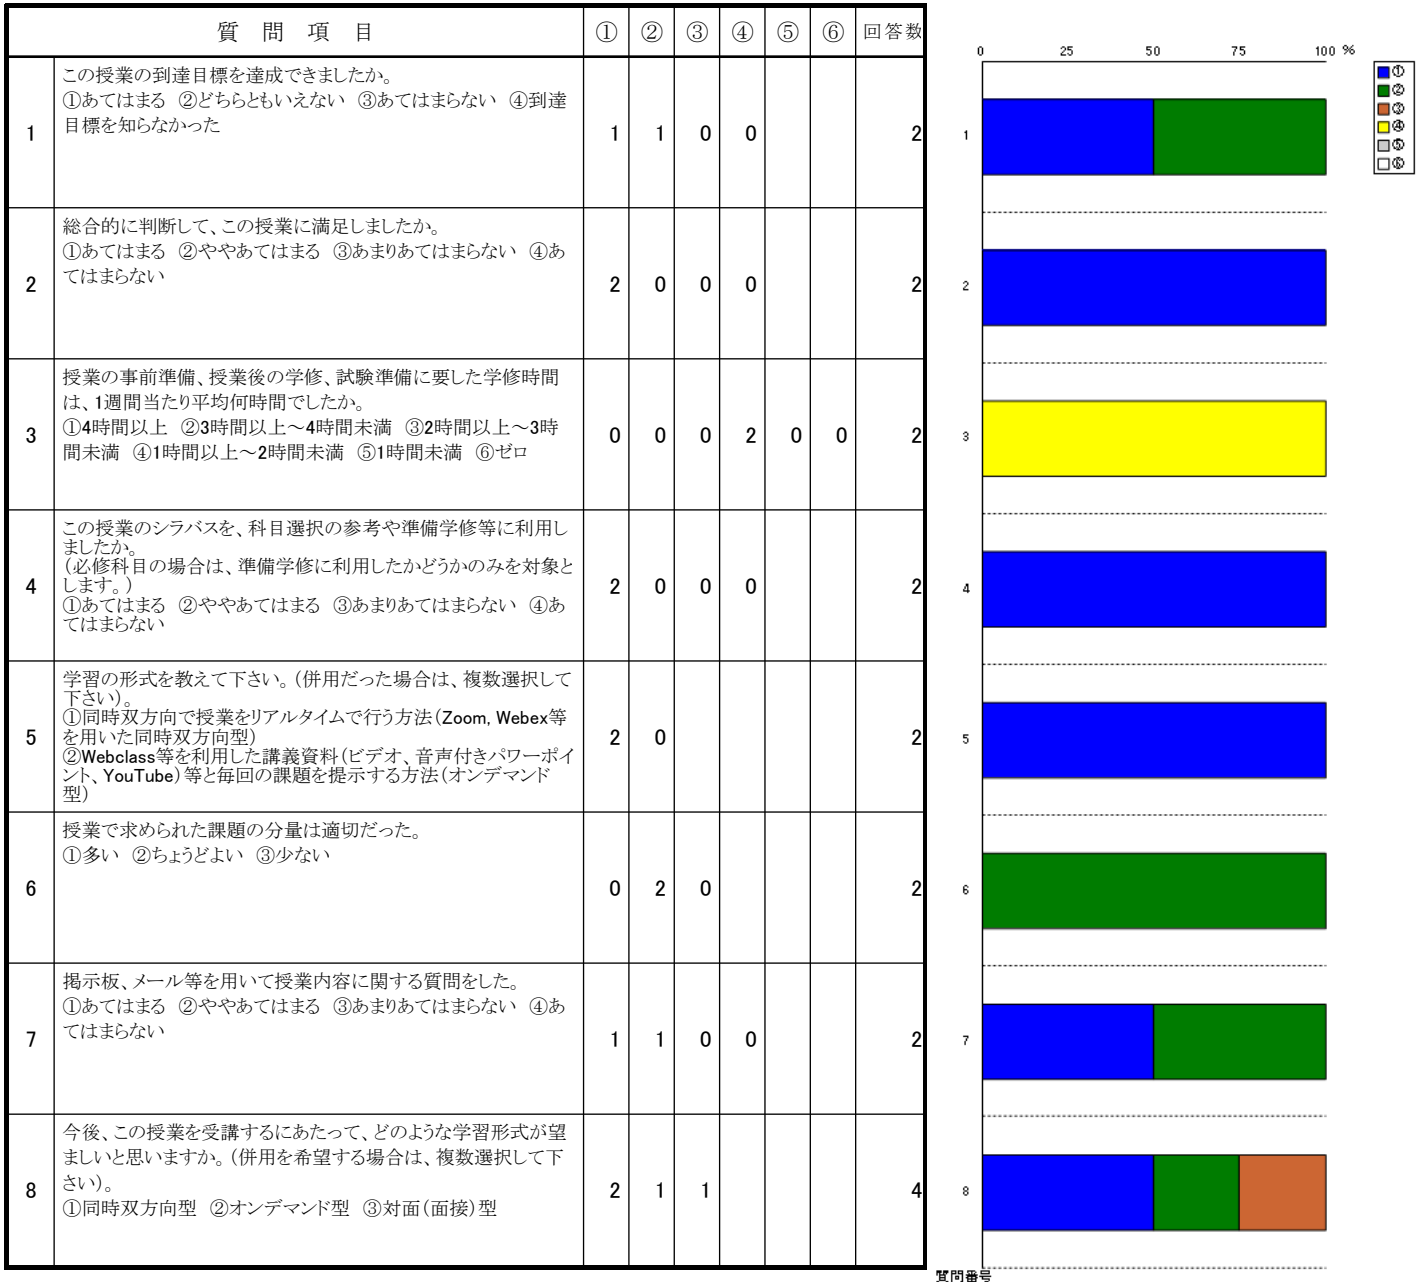 質 問 項 目 ① ② ③ ④ ⑤ ⑥ 回答数
1
この授業の到達目標を達成できましたか。
①あてはまる ②どちらともいえない ③あてはまらない ④到達
目標を知らなかった
1 1 0 0 2
2
総合的に判断して、この授業に満足しましたか。
①あてはまる ②ややあてはまる ③あまりあてはまらない ④あ
てはまらない
2 0 0 0 2
3
授業の事前準備、授業後の学修、試験準備に要した学修時間
は、1週間当たり平均何時間でしたか。
①4時間以上 ②3時間以上～4時間未満 ③2時間以上～3時
間未満 ④1時間以上～2時間未満 ⑤1時間未満 ⑥ゼロ
0 0 0 2 0 0 2
4
この授業のシラバスを、科目選択の参考や準備学修等に利用し
ましたか。
(必修科目の場合は、準備学修に利用したかどうかのみを対象と
します。)
①あてはまる ②ややあてはまる ③あまりあてはまらない ④あ
てはまらない
2 0 0 0 2
5
学習の形式を教えて下さい。(併用だった場合は、複数選択して
下さい)。
①同時双方向で授業をリアルタイムで行う方法(Zoom, Webex等
を用いた同時双方向型)
②Webclass等を利用した講義資料(ビデオ、音声付きパワーポイ
ント、YouTube)等と毎回の課題を提示する方法(オンデマンド
型)
2 0 2
6
授業で求められた課題の分量は適切だった。
①多い ②ちょうどよい ③少ない
0 2 0 2
7
掲示板、メール等を用いて授業内容に関する質問をした。
①あてはまる ②ややあてはまる ③あまりあてはまらない ④あ
てはまらない
1 1 0 0 2
8
今後、この授業を受講するにあたって、どのような学習形式が望
ましいと思いますか。(併用を希望する場合は、複数選択して下
さい)。
①同時双方向型 ②オンデマンド型 ③対面(面接)型
2 1 1 4
0 25 50 75 100 %
1
2
3
4
5
6
7
8
質問番号
①
②
③
④
⑤
⑥